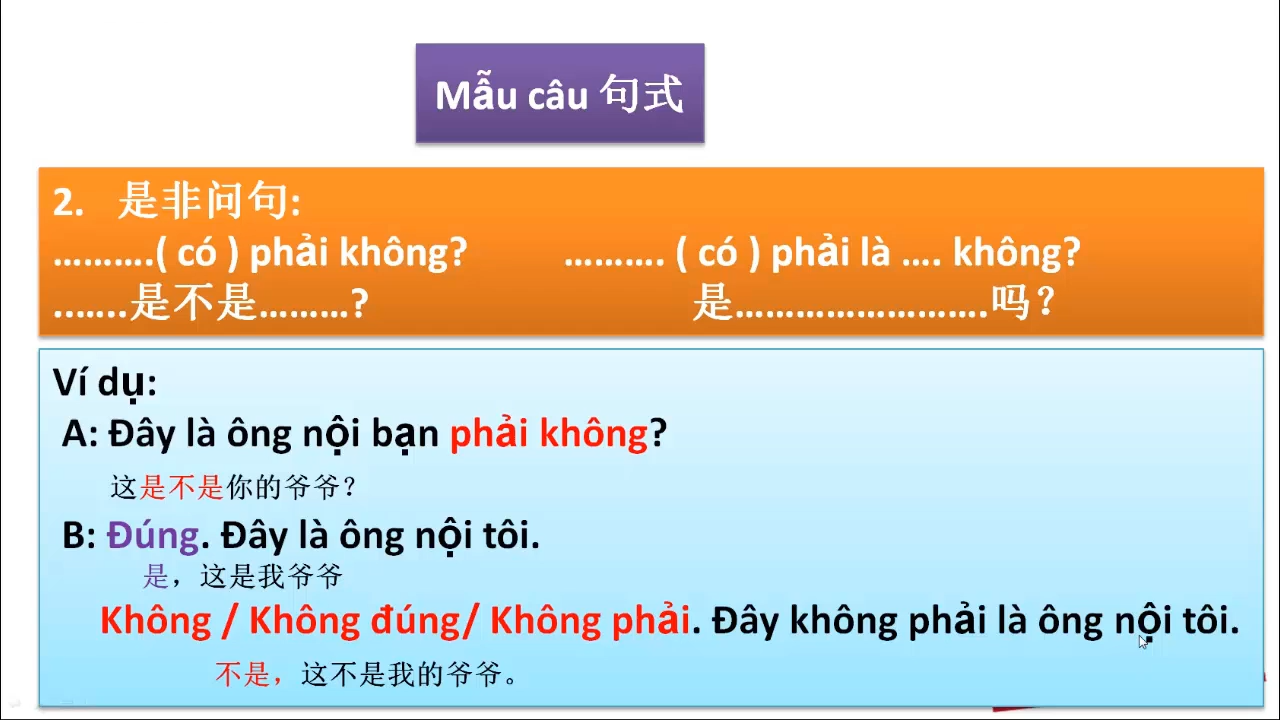 Mẫu câu 句式
2. 是非问句:
……….( có ) phải không? ………. ( có ) phải là …. không?
…….是不是………? 是…………………….吗？
Ví dụ:
A: Đây là ông nội bạn phải không?
这是不是你的爷爷？
B: Đúng. Đây là ông nội tôi.
是，这是我爷爷
Không / Không đúng/ Không phải. Đây không phải là ông nội tôi.
不是，这不是我的爷爷。